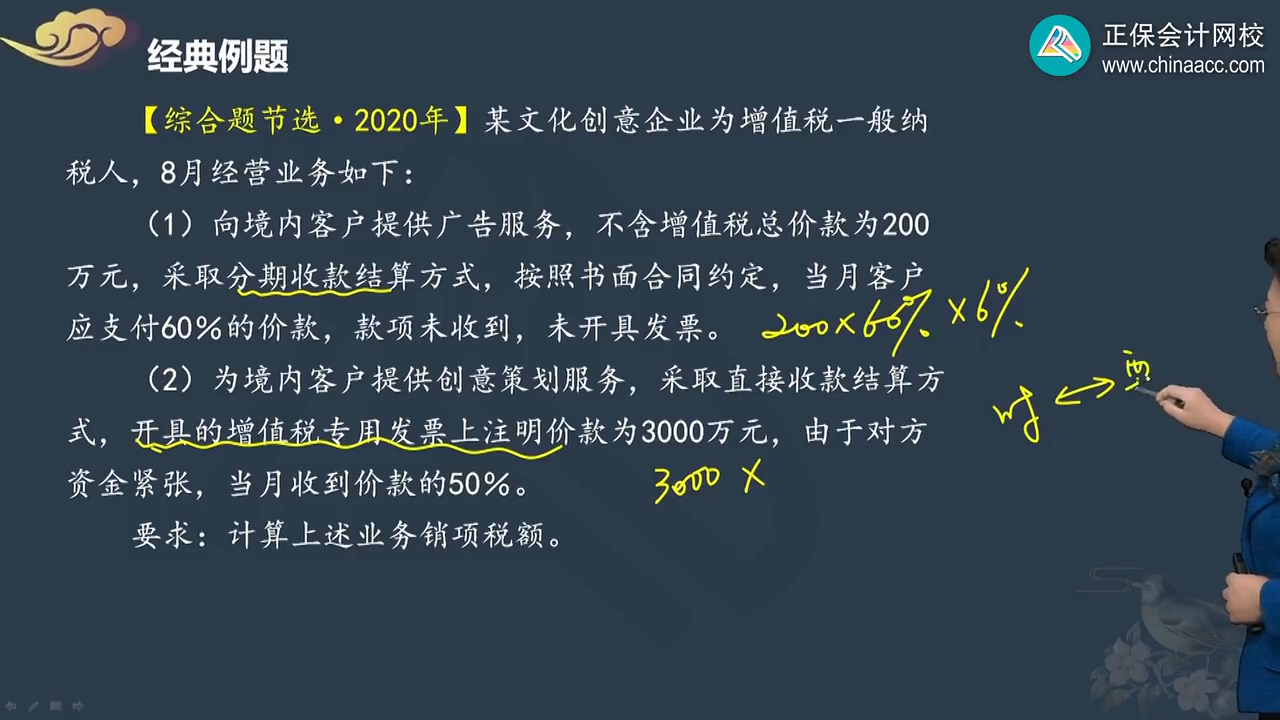 经典例题
正保会计网校
www.chinaacc.com
【综合题节选·2020年】某文化创意企业为增值税一般纳
税人，8月经营业务如下：
（1）向境内客户提供广告服务，不含增值税总价款为200
万元，采取分期收款结算方式，按照书面合同约定，当月客户
应支付60%的价款，款项未收到，未开具发票。
200×60%×6%
（2）为境内客户提供创意策划服务，采取直接收款结算方
式，开具的增值税专用发票上注明价款为3000万元，由于对方
资金紧张，当月收到价款的50%。
3000 ×
要求：计算上述业务销项税额。